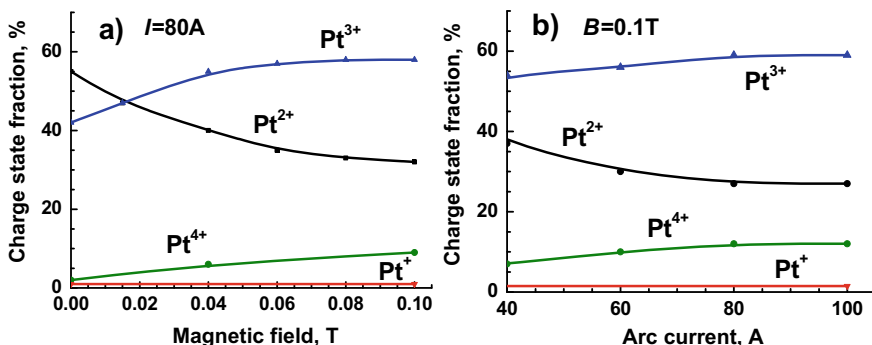 a) I=80A
Pt3+
Pt2+
Pt4+
Pt+
Charge state fraction, %
60
40
20
0
0.00 0.02 0.04 0.06 0.08 0.10
Magnetic field, T
b) B=0.1T
Pt3+
Pt2+
Pt4+
Pt+
Charge state fraction, %
60
40
20
0
40 60 80 100
Arc current, A